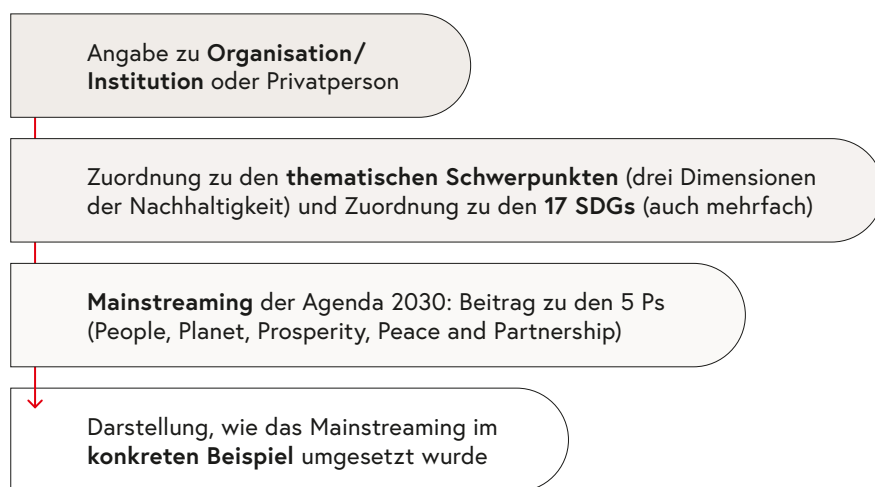 Angabe zu Organisation/
Institution oder Privatperson
Zuordnung zu den thematischen Schwerpunkten (drei Dimensionen
der Nachhaltigkeit) und Zuordnung zu den 17 SDGs (auch mehrfach)
Mainstreaming der Agenda 2030: Beitrag zu den 5 Ps
(People, Planet, Prosperity, Peace and Partnership)
Darstellung, wie das Mainstreaming im
konkreten Beispiel umgesetzt wurde